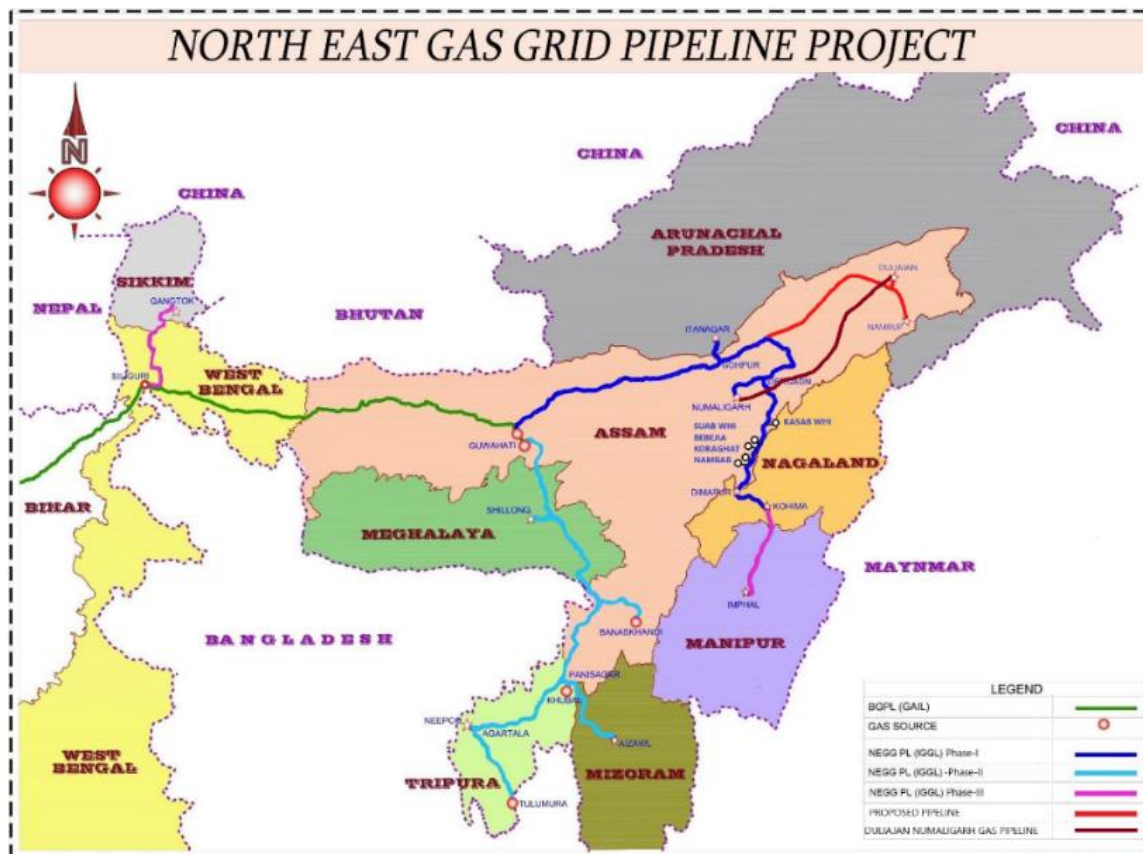 NORTH EAST GAS GRID PIPELINE PROJECT
N
CHINA
CHINA
CHINA
ARUNACHAL
PRADESH
DULIAJAN
SIKKIM
GANGTOK
NEPAL
BHUTAN
NAMRUP
ITANAGAR
GOHPUR
WEST
BENGAL
SILIGURI
NUMALIGARH
KASAB WHI
SUAB WHI
ASSAM
GUWAHATI
KORAGHAT
NAMBAR
NAGALAND
DIMAPUR
BIHAR
KOHIMA
SHILLONG
MEGHALAYA
MAYNMAR
IMPHAL
BANASKHANDI
BANGLADESH
MANIPUR
PANISAGAR
KHUBAL
NEEPCO
AGARTALA
AIZAWL
WEST
BENGAL
TRIPURA
MIZORAM
TULUMURA
LEGEND
BGPL (GAIL)
GAS SOURCE
NEGG PL (IGGL) Phase-I
NEGG PL (IGGL) -Phase-II
NEGG PL (IGGL) Phase-III
PROPOSED PIPELINE
DULIAJAN NUMALIGARH GAS PIPELINE